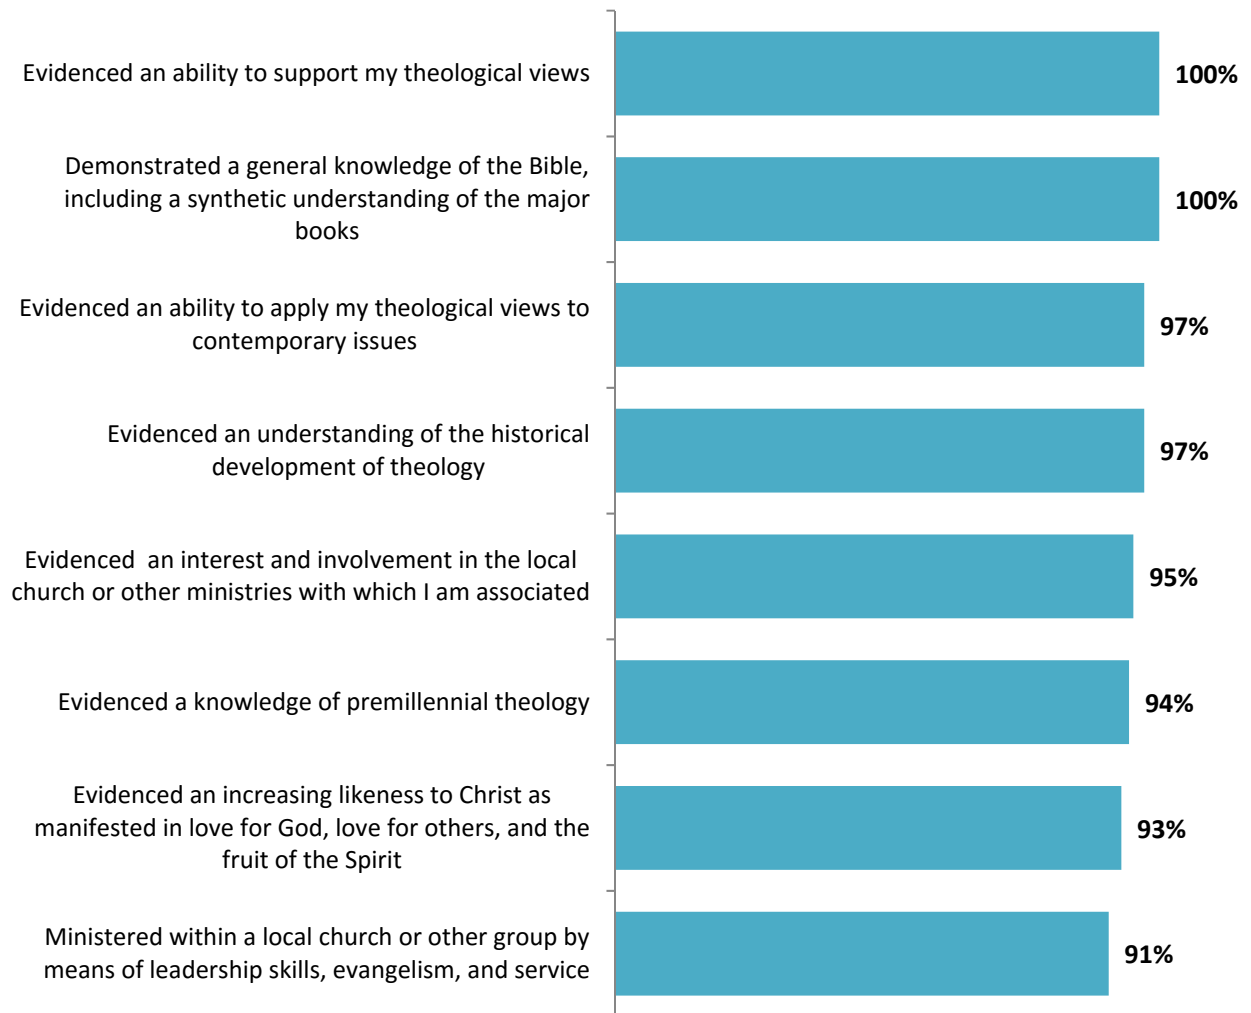 Evidenced an ability to support my theological views
100%
Demonstrated a general knowledge of the Bible,
including a synthetic understanding of the major
books
100%
Evidenced an ability to apply my theological views to
contemporary issues
97%
Evidenced an understanding of the historical
development of theology
97%
Evidenced  an interest and involvement in the local
church or other ministries with which I am associated
95%
Evidenced a knowledge of premillennial theology
94%
Evidenced an increasing likeness to Christ as
manifested in love for God, love for others, and the
fruit of the Spirit
93%
Ministered within a local church or other group by
means of leadership skills, evangelism, and service
91%